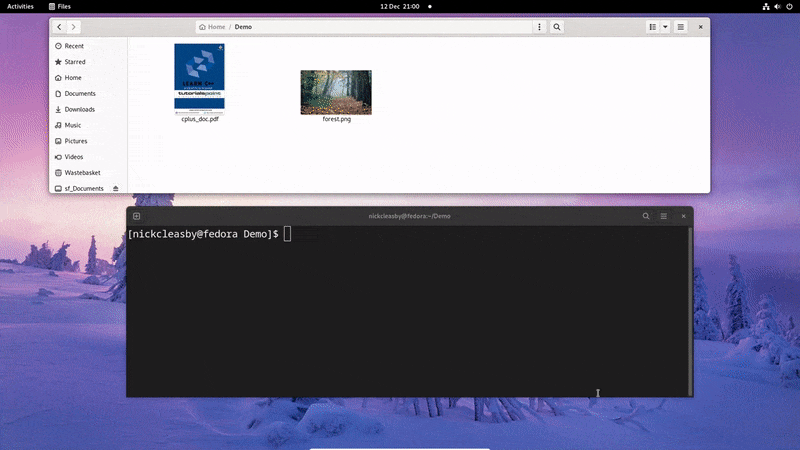 Activities Files 12 Dec 21:00
Home / Demo
Recent
Starred
Home
Documents
Downloads
Music
Pictures
Videos
Wastebasket
sf_Documents
LEARN C++
tutorialspoint
cplus_doc.pdf
forest.png
nickcleasby@fedora:~/Demo
[nickcleasby@fedora Demo]$